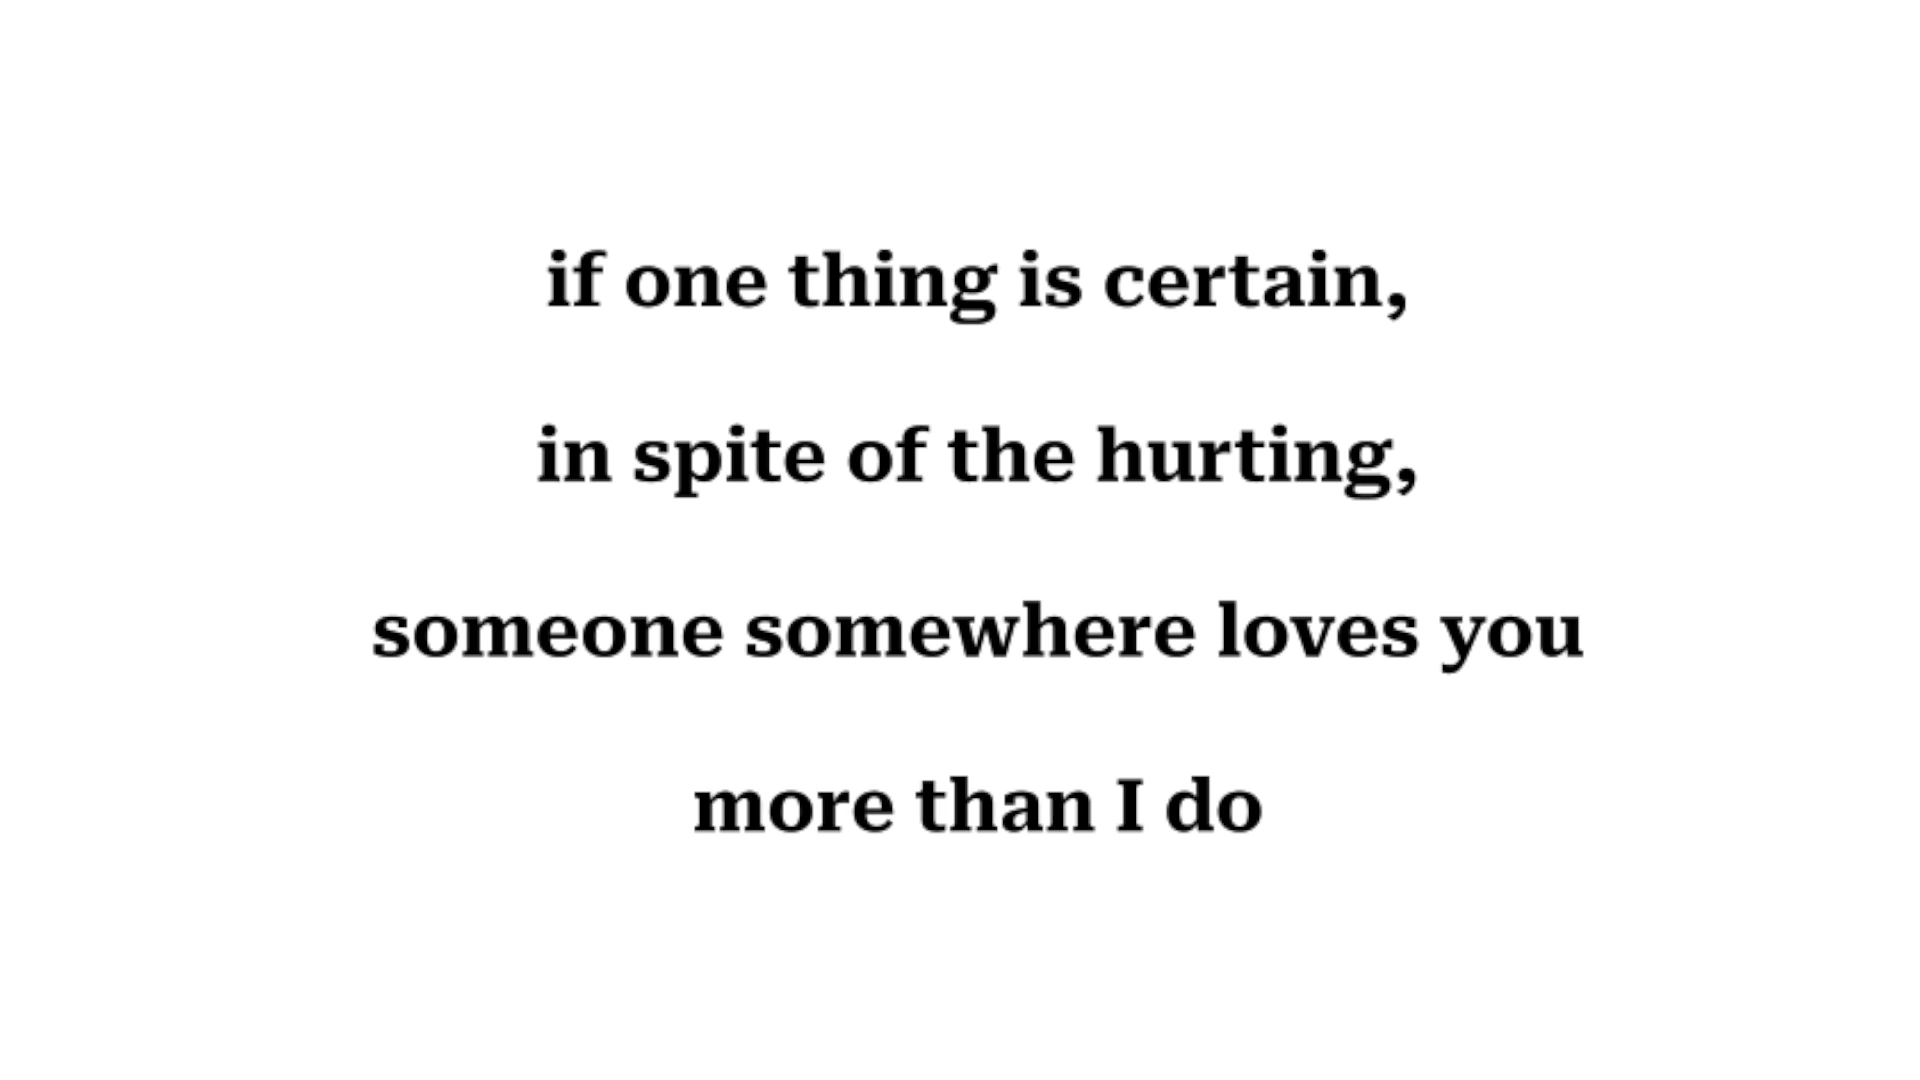 if one thing is certain,
in spite of the hurting,
someone somewhere loves you
more than I do